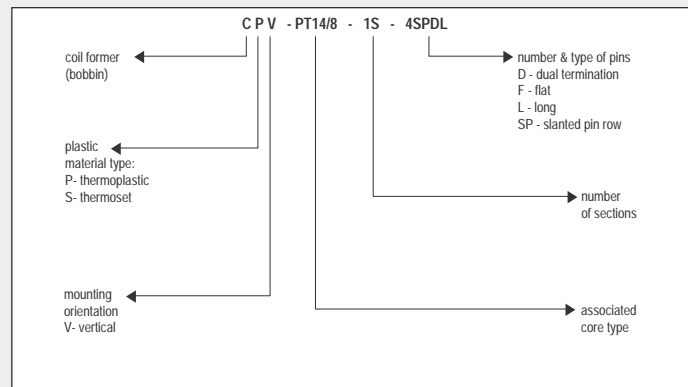 C P V - PT14/8 - 1S - 4SPDL
coil former
(bobbin)
number & type of pins
D - dual termination
F - flat
L - long
SP - slanted pin row
plastic
material type:
P- thermoplastic
S- thermoset
number
of sections
mounting
orientation
V- vertical
associated
core type